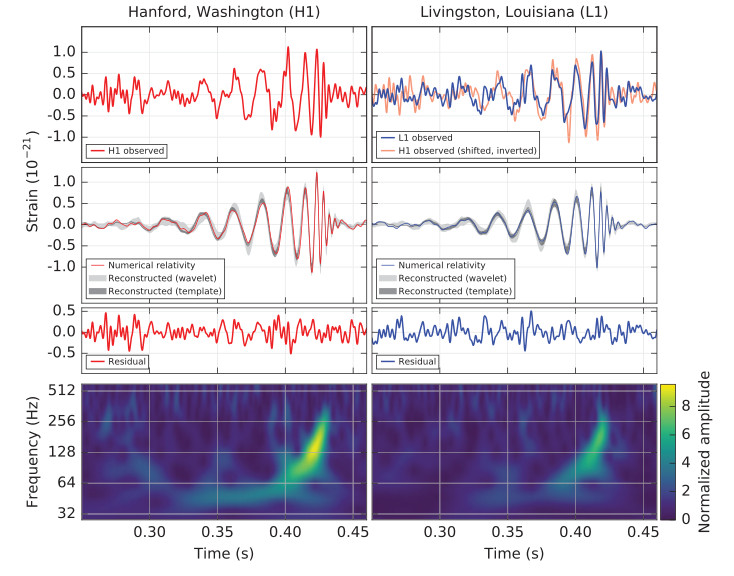 Hanford, Washington (H1)
Livingston, Louisiana (L1)
Strain (10⁻²¹)
1.0
0.5
0.0
-0.5
-1.0
H1 observed
L1 observed
H1 observed (shifted, inverted)
1.0
0.5
0.0
-0.5
-1.0
Numerical relativity
Reconstructed (wavelet)
Reconstructed (template)
Numerical relativity
Reconstructed (wavelet)
Reconstructed (template)
0.5
0.0
-0.5
Residual
Residual
Frequency (Hz)
512
256
128
64
32
Normalized amplitude
8
6
4
2
0
0.30 0.35 0.40 0.45
0.30 0.35 0.40 0.45
Time (s)
Time (s)